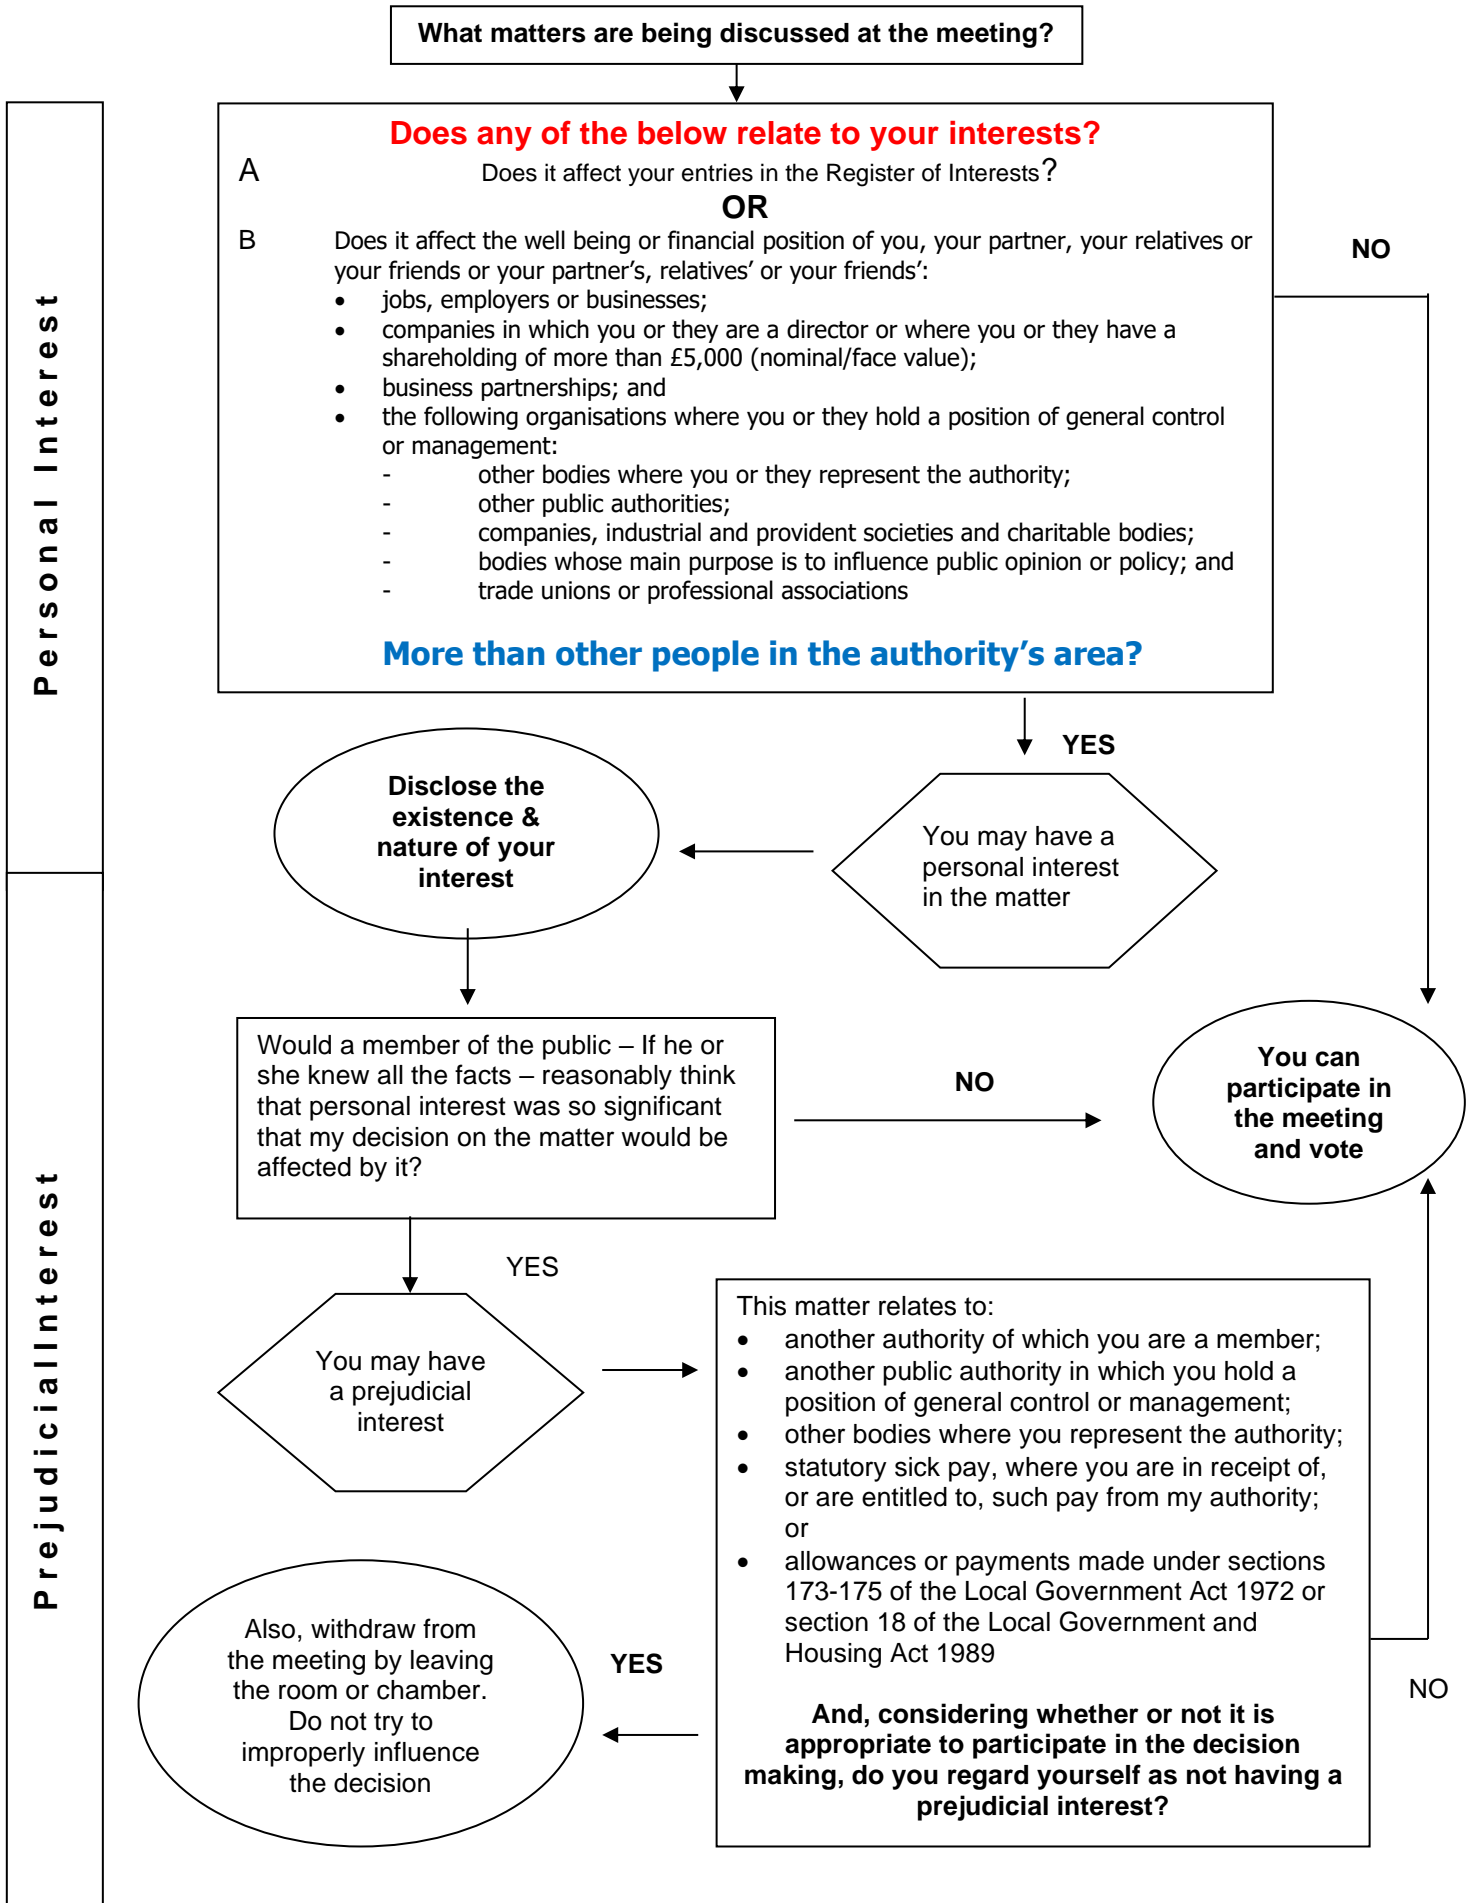 What matters are being discussed at the meeting?
Does any of the below relate to your interests?
A Does it affect your entries in the Register of Interests?
OR
B Does it affect the well being or financial position of you, your partner, your relatives or
your friends or your partner's, relatives' or your friends':
• jobs, employers or businesses;
• companies in which you or they are a director or where you or they have a
shareholding of more than £5,000 (nominal/face value);
• business partnerships; and
• the following organisations where you or they hold a position of general control
or management:
- other bodies where you or they represent the authority;
- other public authorities;
- companies, industrial and provident societies and charitable bodies;
- bodies whose main purpose is to influence public opinion or policy; and
- trade unions or professional associations
More than other people in the authority's area?
NO
Personal Interest
YES
Disclose the
existence &
nature of your
interest
You may have a
personal interest
in the matter
Would a member of the public – If he or
she knew all the facts – reasonably think
that personal interest was so significant
that my decision on the matter would be
affected by it?
NO
You can
participate in
the meeting
and vote
PrejudicialInterest
YES
You may have
a prejudicial
interest
This matter relates to:
• another authority of which you are a member;
• another public authority in which you hold a
position of general control or management;
• other bodies where you represent the authority;
• statutory sick pay, where you are in receipt of,
or are entitled to, such pay from my authority;
or
• allowances or payments made under sections
173-175 of the Local Government Act 1972 or
section 18 of the Local Government and
Housing Act 1989
And, considering whether or not it is
appropriate to participate in the decision
making, do you regard yourself as not having a
prejudicial interest?
NO
YES
Also, withdraw from
the meeting by leaving
the room or chamber.
Do not try to
improperly influence
the decision